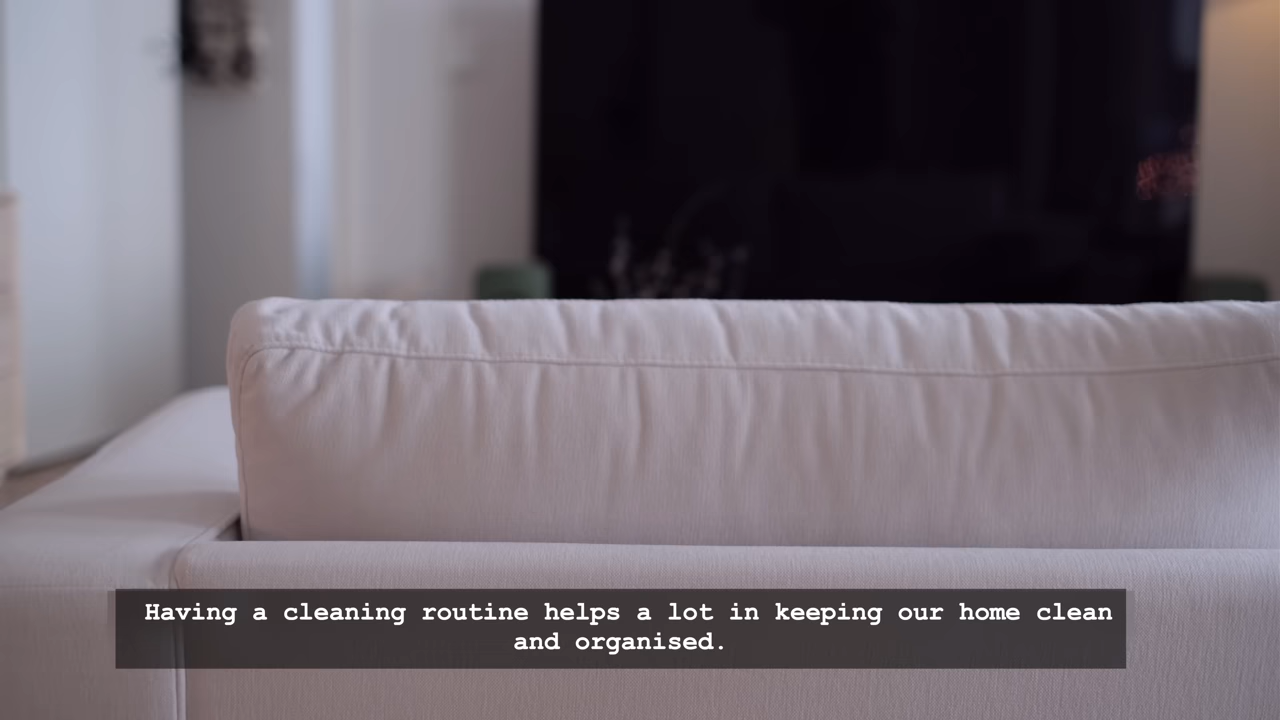 Having a cleaning routine helps a lot in keeping our home clean
and organised.